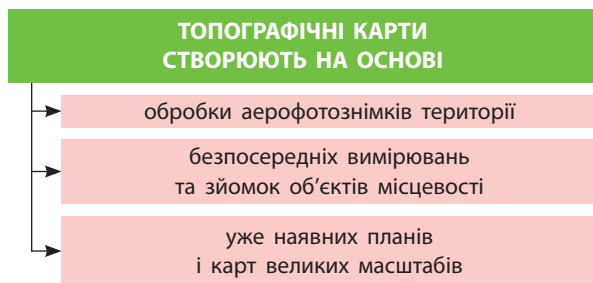 ТОПОГРАФІЧНІ КАРТИ
СТВОРЮЮТЬ НА ОСНОВІ
обробки аерофотознімків території
безпосередніх вимірювань
та зйомок об’єктів місцевості
уже наявних планів
і карт великих масштабів